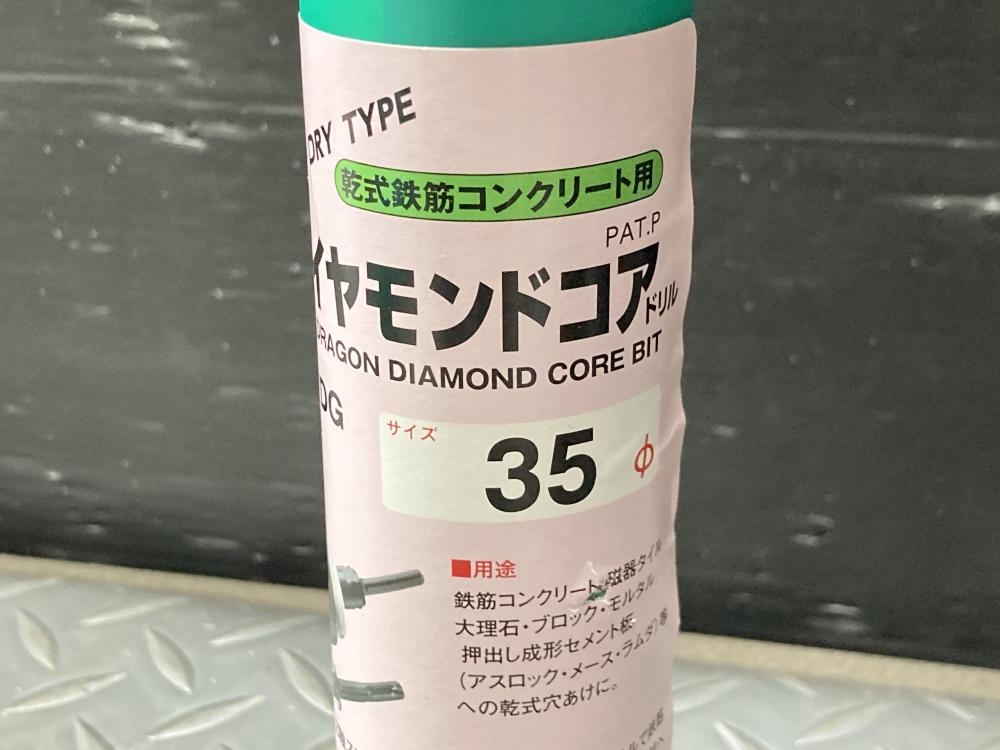 DRY TYPE
乾式鉄筋コンクリート用
PAT.P
イヤモンドコアドリル
DRAGON DIAMOND CORE BIT
DG
サイズ
35 φ
■用途
鉄筋コンクリート・磁器タイル
大理石・ブロック・モルタル
押出し成形セメント板
(アスロック・メース・ラムダ)等
への乾式穴あけに。